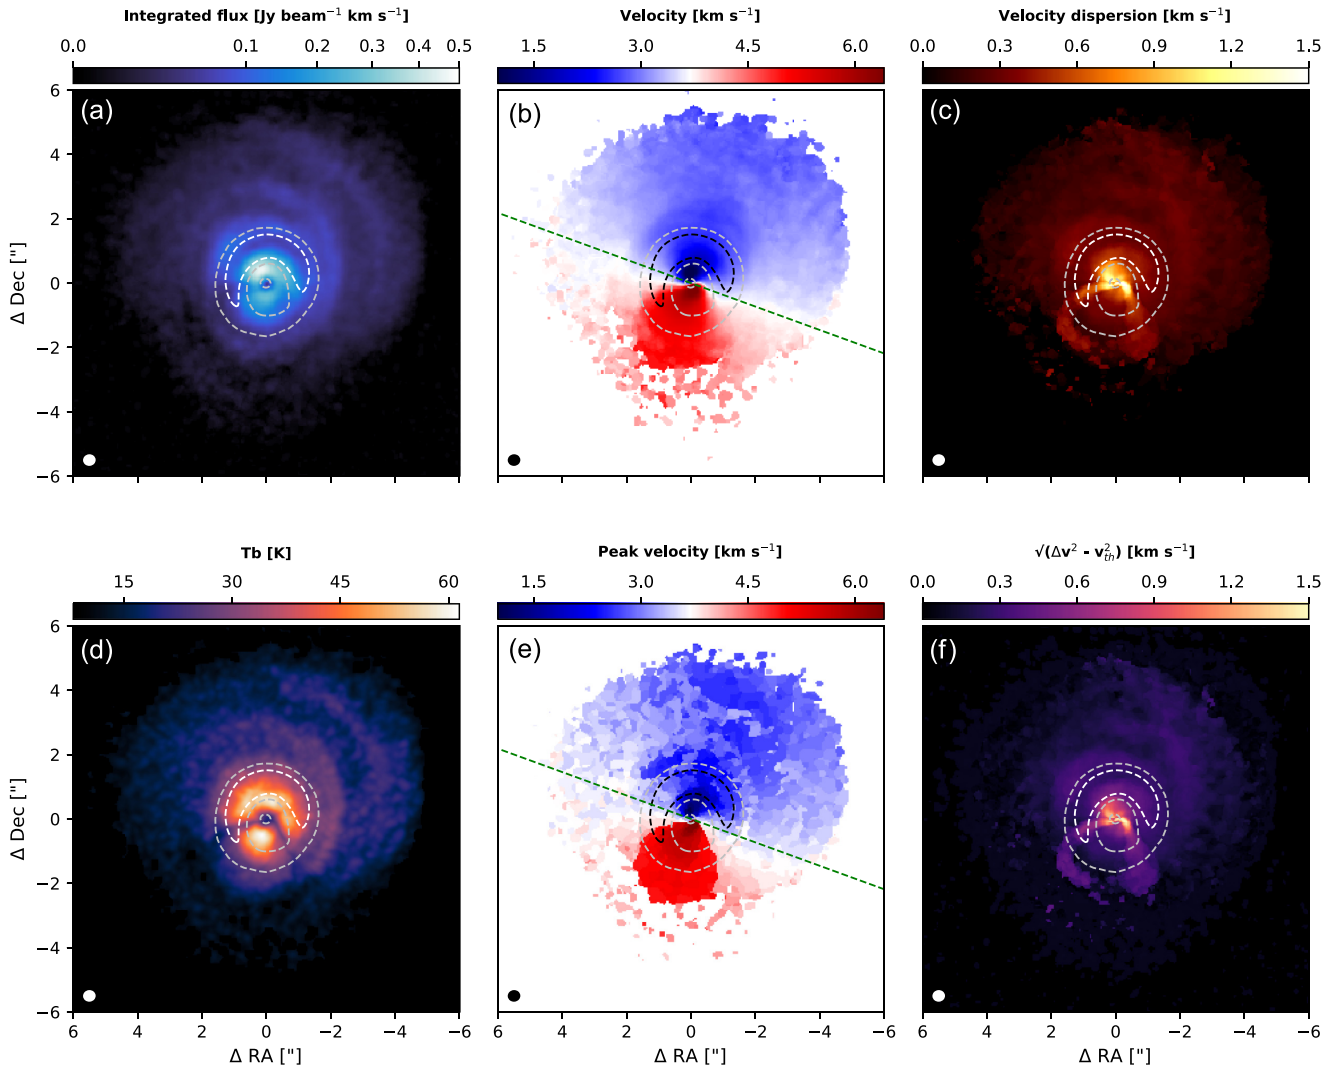 Integrated flux [Jy beam⁻¹ km s⁻¹]
Velocity [km s⁻¹]
Velocity dispersion [km s⁻¹]
0.0 0.1 0.2 0.3 0.4 0.5
1.5 3.0 4.5 6.0
0.0 0.3 0.6 0.9 1.2 1.5
6
(a)
(b)
(c)
4
2
0
−2
−4
−6
Δ Dec ["]
Tb [K]
Peak velocity [km s⁻¹]
√(Δv² - v²th) [km s⁻¹]
15 30 45 60
1.5 3.0 4.5 6.0
0.0 0.3 0.6 0.9 1.2 1.5
6
(d)
(e)
(f)
4
2
0
−2
−4
−6
Δ Dec ["]
6 4 2 0 −2 −4 −6
6 4 2 0 −2 −4 −6
6 4 2 0 −2 −4 −6
Δ RA ["]
Δ RA ["]
Δ RA ["]